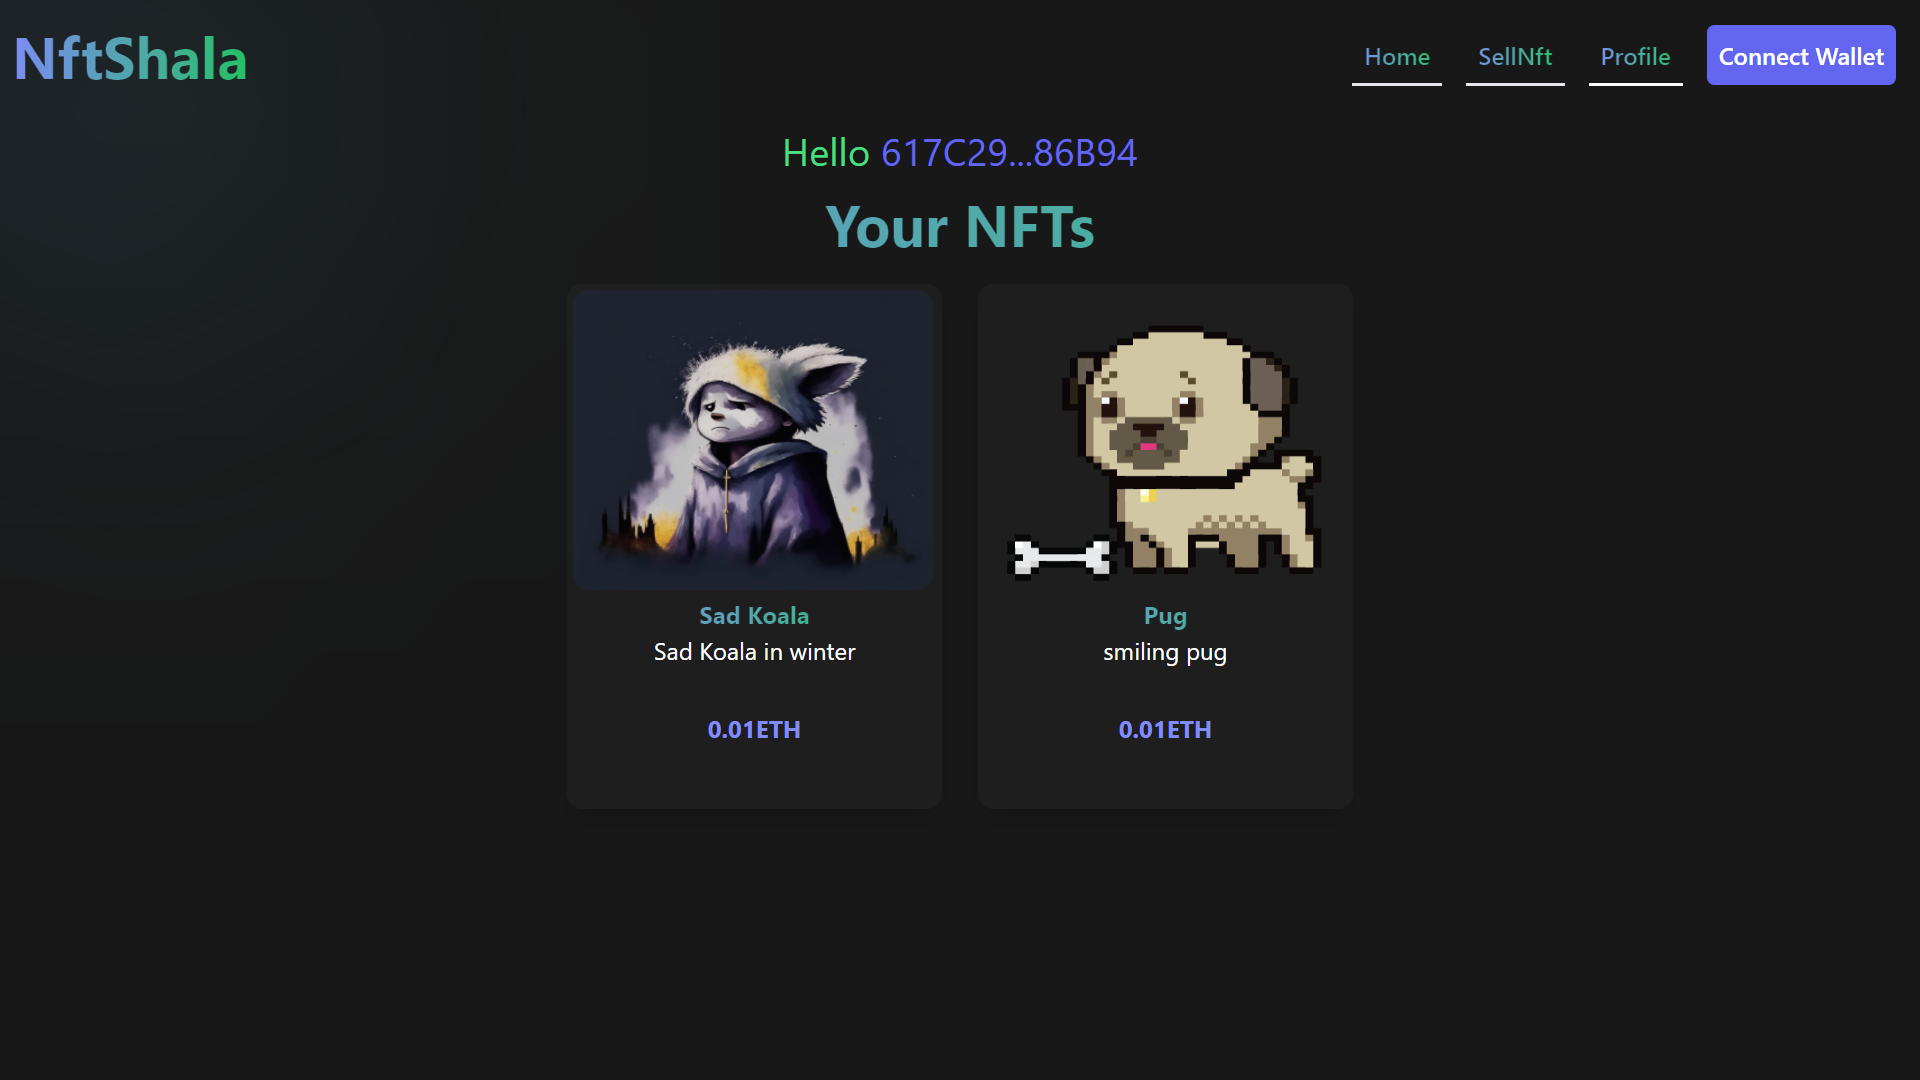 NftShala
Home
SellNft
Profile
Connect Wallet
Hello 617C29...86B94
Your NFTs
Sad Koala
Sad Koala in winter
0.01ETH
Pug
smiling pug
0.01ETH